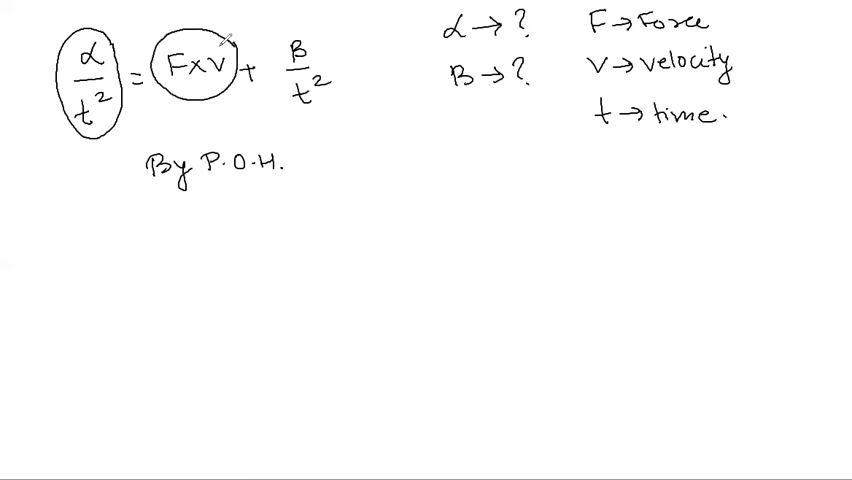 α/t² = F×v + β/t²
α → ? F → Force
β → ? v → velocity
t → time.
By P.O.H.